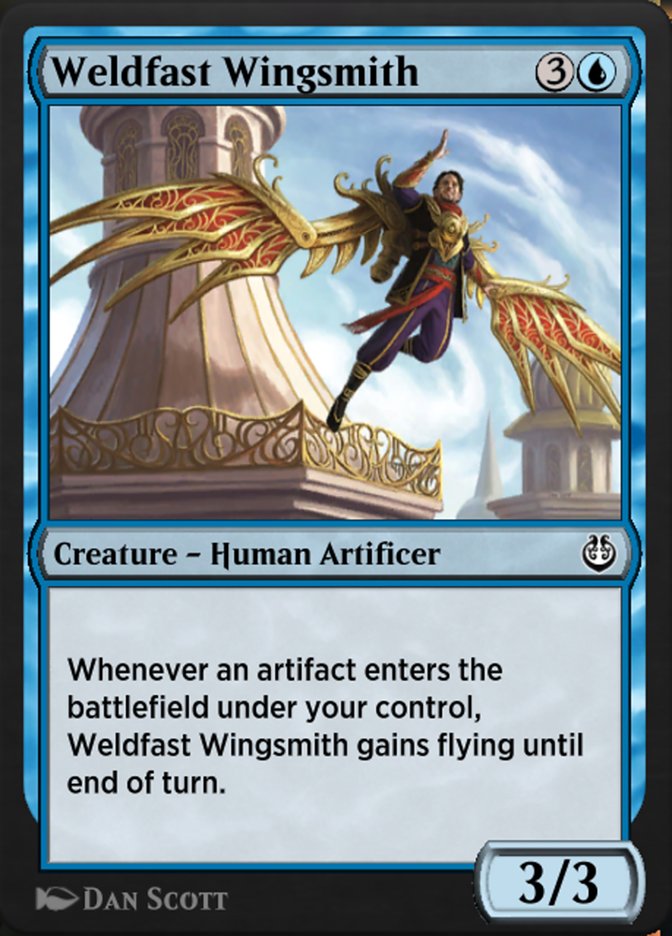 Weldfast Wingsmith 3
Creature – Human Artificer
Whenever an artifact enters the
battlefield under your control,
Weldfast Wingsmith gains flying until
end of turn.
3/3
Dan Scott